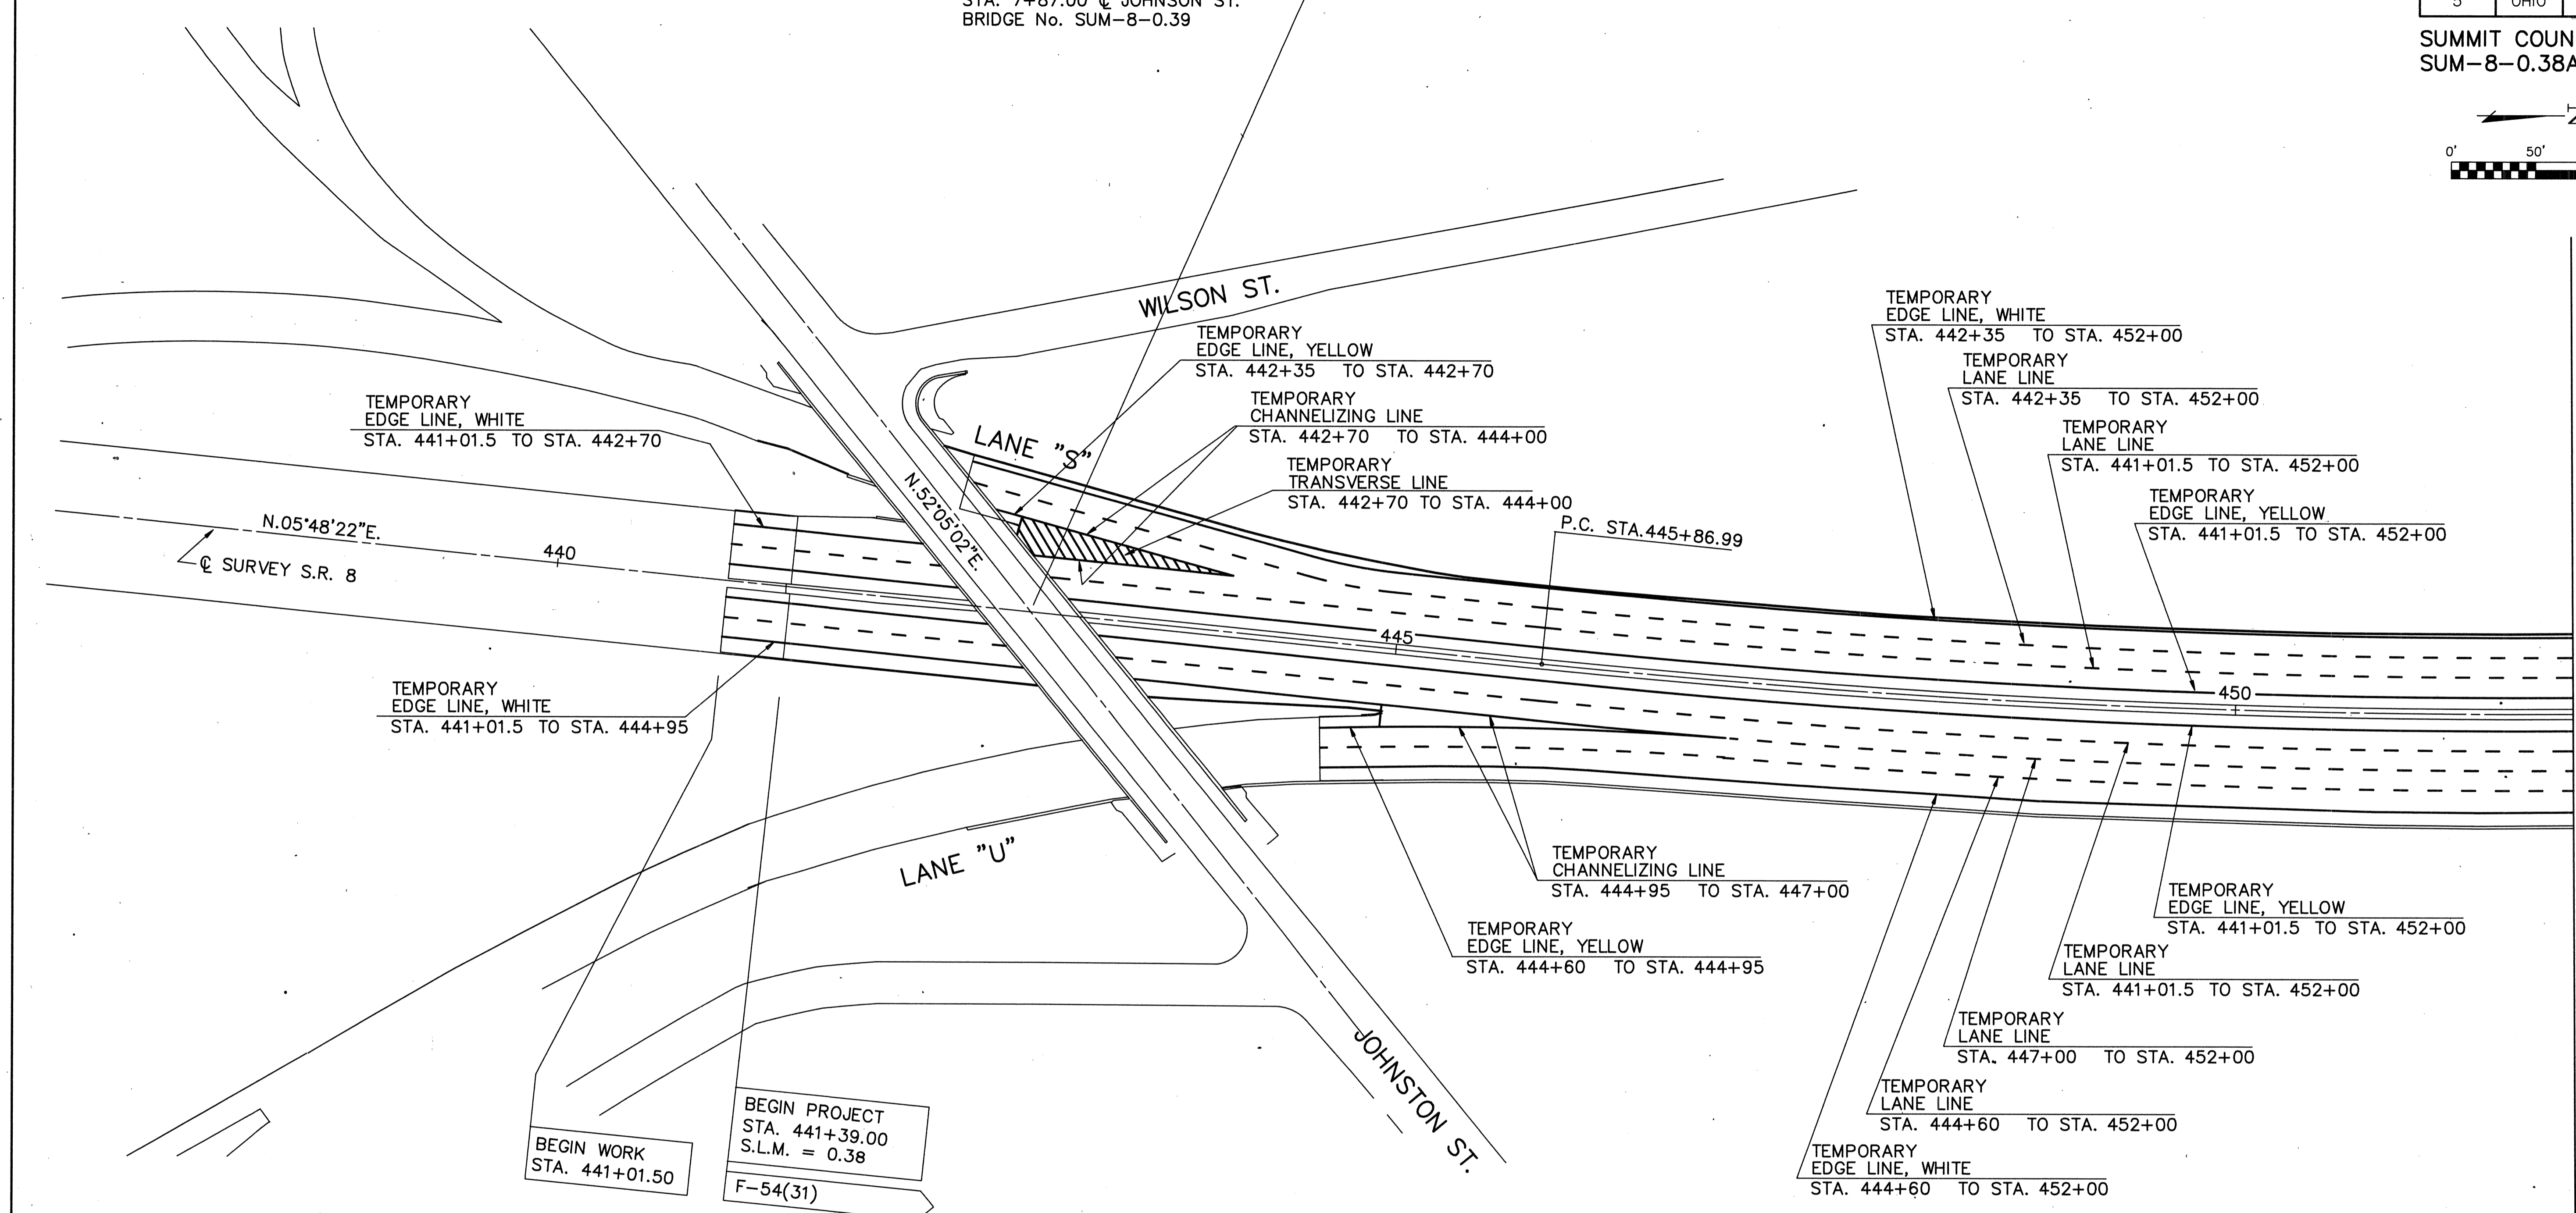 STA. 7+87.00 ℄ JOHNSON ST.
BRIDGE No. SUM-8-0.39
5 OHIO
SUMMIT COUN
SUM-8-0.38A
0' 50'
WILSON ST.
TEMPORARY
EDGE LINE, YELLOW
STA. 442+35 TO STA. 442+70
TEMPORARY
CHANNELIZING LINE
STA. 442+70 TO STA. 444+00
TEMPORARY
TRANSVERSE LINE
STA. 442+70 TO STA. 444+00
TEMPORARY
EDGE LINE, WHITE
STA. 442+35 TO STA. 452+00
TEMPORARY
LANE LINE
STA. 442+35 TO STA. 452+00
TEMPORARY
LANE LINE
STA. 441+01.5 TO STA. 452+00
TEMPORARY
EDGE LINE, YELLOW
STA. 441+01.5 TO STA. 452+00
TEMPORARY
EDGE LINE, WHITE
STA. 441+01.5 TO STA. 442+70
LANE "S"
N.52°05'02"E.
P.C. STA.445+86.99
N.05°48'22"E.
440
℄ SURVEY S.R. 8
445
450
TEMPORARY
EDGE LINE, WHITE
STA. 441+01.5 TO STA. 444+95
LANE "U"
TEMPORARY
CHANNELIZING LINE
STA. 444+95 TO STA. 447+00
TEMPORARY
EDGE LINE, YELLOW
STA. 444+60 TO STA. 444+95
TEMPORARY
EDGE LINE, YELLOW
STA. 441+01.5 TO STA. 452+00
TEMPORARY
LANE LINE
STA. 441+01.5 TO STA. 452+00
TEMPORARY
LANE LINE
STA. 447+00 TO STA. 452+00
TEMPORARY
LANE LINE
STA. 444+60 TO STA. 452+00
TEMPORARY
EDGE LINE, WHITE
STA. 444+60 TO STA. 452+00
JOHNSTON ST.
BEGIN WORK
STA. 441+01.50
BEGIN PROJECT
STA. 441+39.00
S.L.M. = 0.38
F-54(31)